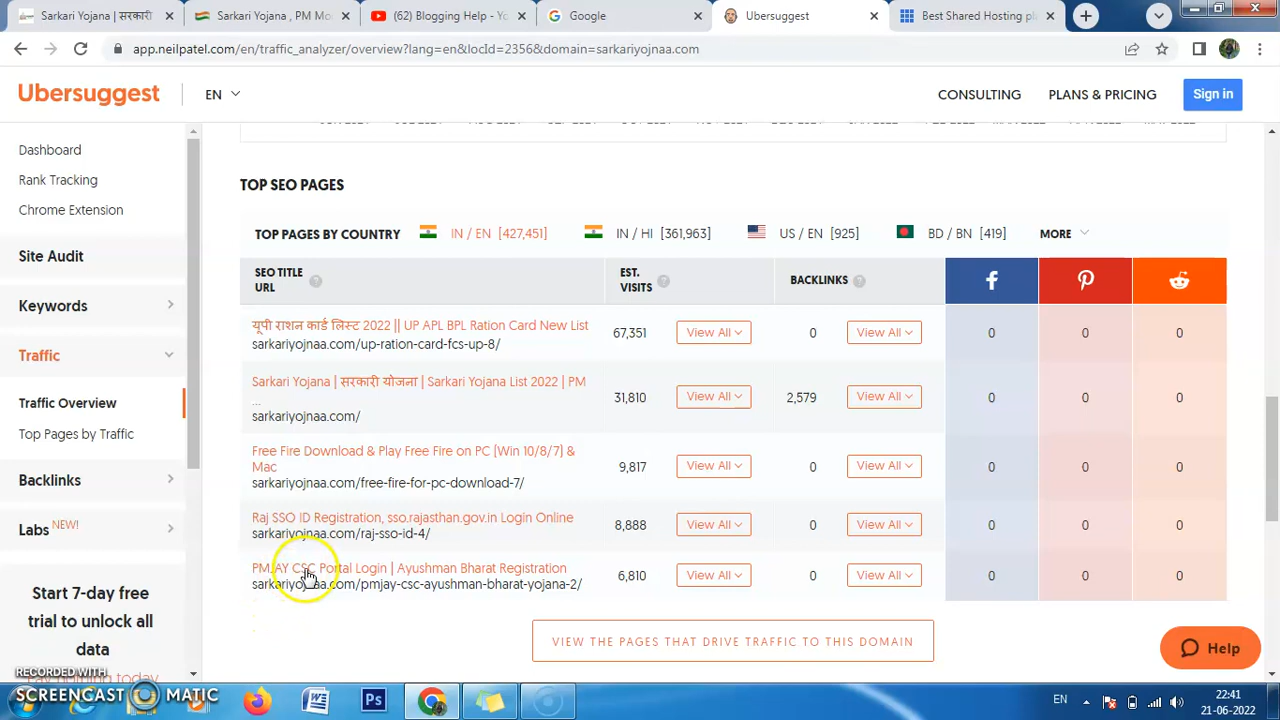 Sarkari Yojana | सरकारी
Sarkari Yojana , PM Mo
(62) Blogging Help - Yo
Google
Ubersuggest
Best Shared Hosting pl
app.neilpatel.com/en/traffic_analyzer/overview?lang=en&locId=2356&domain=sarkariyojnaa.com
Ubersuggest
EN
CONSULTING
PLANS & PRICING
Sign in
Dashboard
Rank Tracking
Chrome Extension
Site Audit
Keywords
Traffic
Traffic Overview
Top Pages by Traffic
Backlinks
Labs NEW!
Start 7-day free
trial to unlock all
data
TOP SEO PAGES
TOP PAGES BY COUNTRY
IN / EN [427,451]
IN / HI [361,963]
US / EN [925]
BD / BN [419]
MORE
SEO TITLE
URL
EST.
VISITS
BACKLINKS
यूपी राशन कार्ड लिस्ट 2022 || UP APL BPL Ration Card New List
sarkariyojnaa.com/up-ration-card-fcs-up-8/
67,351 View All 0 View All 0 0 0
Sarkari Yojana | सरकारी योजना | Sarkari Yojana List 2022 | PM
...
sarkariyojnaa.com/
31,810 View All 2,579 View All 0 0 0
Free Fire Download & Play Free Fire on PC [Win 10/8/7] &
Mac
sarkariyojnaa.com/free-fire-for-pc-download-7/
9,817 View All 0 View All 0 0 0
Raj SSO ID Registration, sso.rajasthan.gov.in Login Online
sarkariyojnaa.com/raj-sso-id-4/
8,888 View All 0 View All 0 0 0
PMJAY CSC Portal Login | Ayushman Bharat Registration
sarkariyojnaa.com/pmjay-csc-ayushman-bharat-yojana-2/
6,810 View All 0 View All 0 0 0
VIEW THE PAGES THAT DRIVE TRAFFIC TO THIS DOMAIN
Help
RECORDED WITH
SCREENCAST MATIC
EN
22:41
21-06-2022